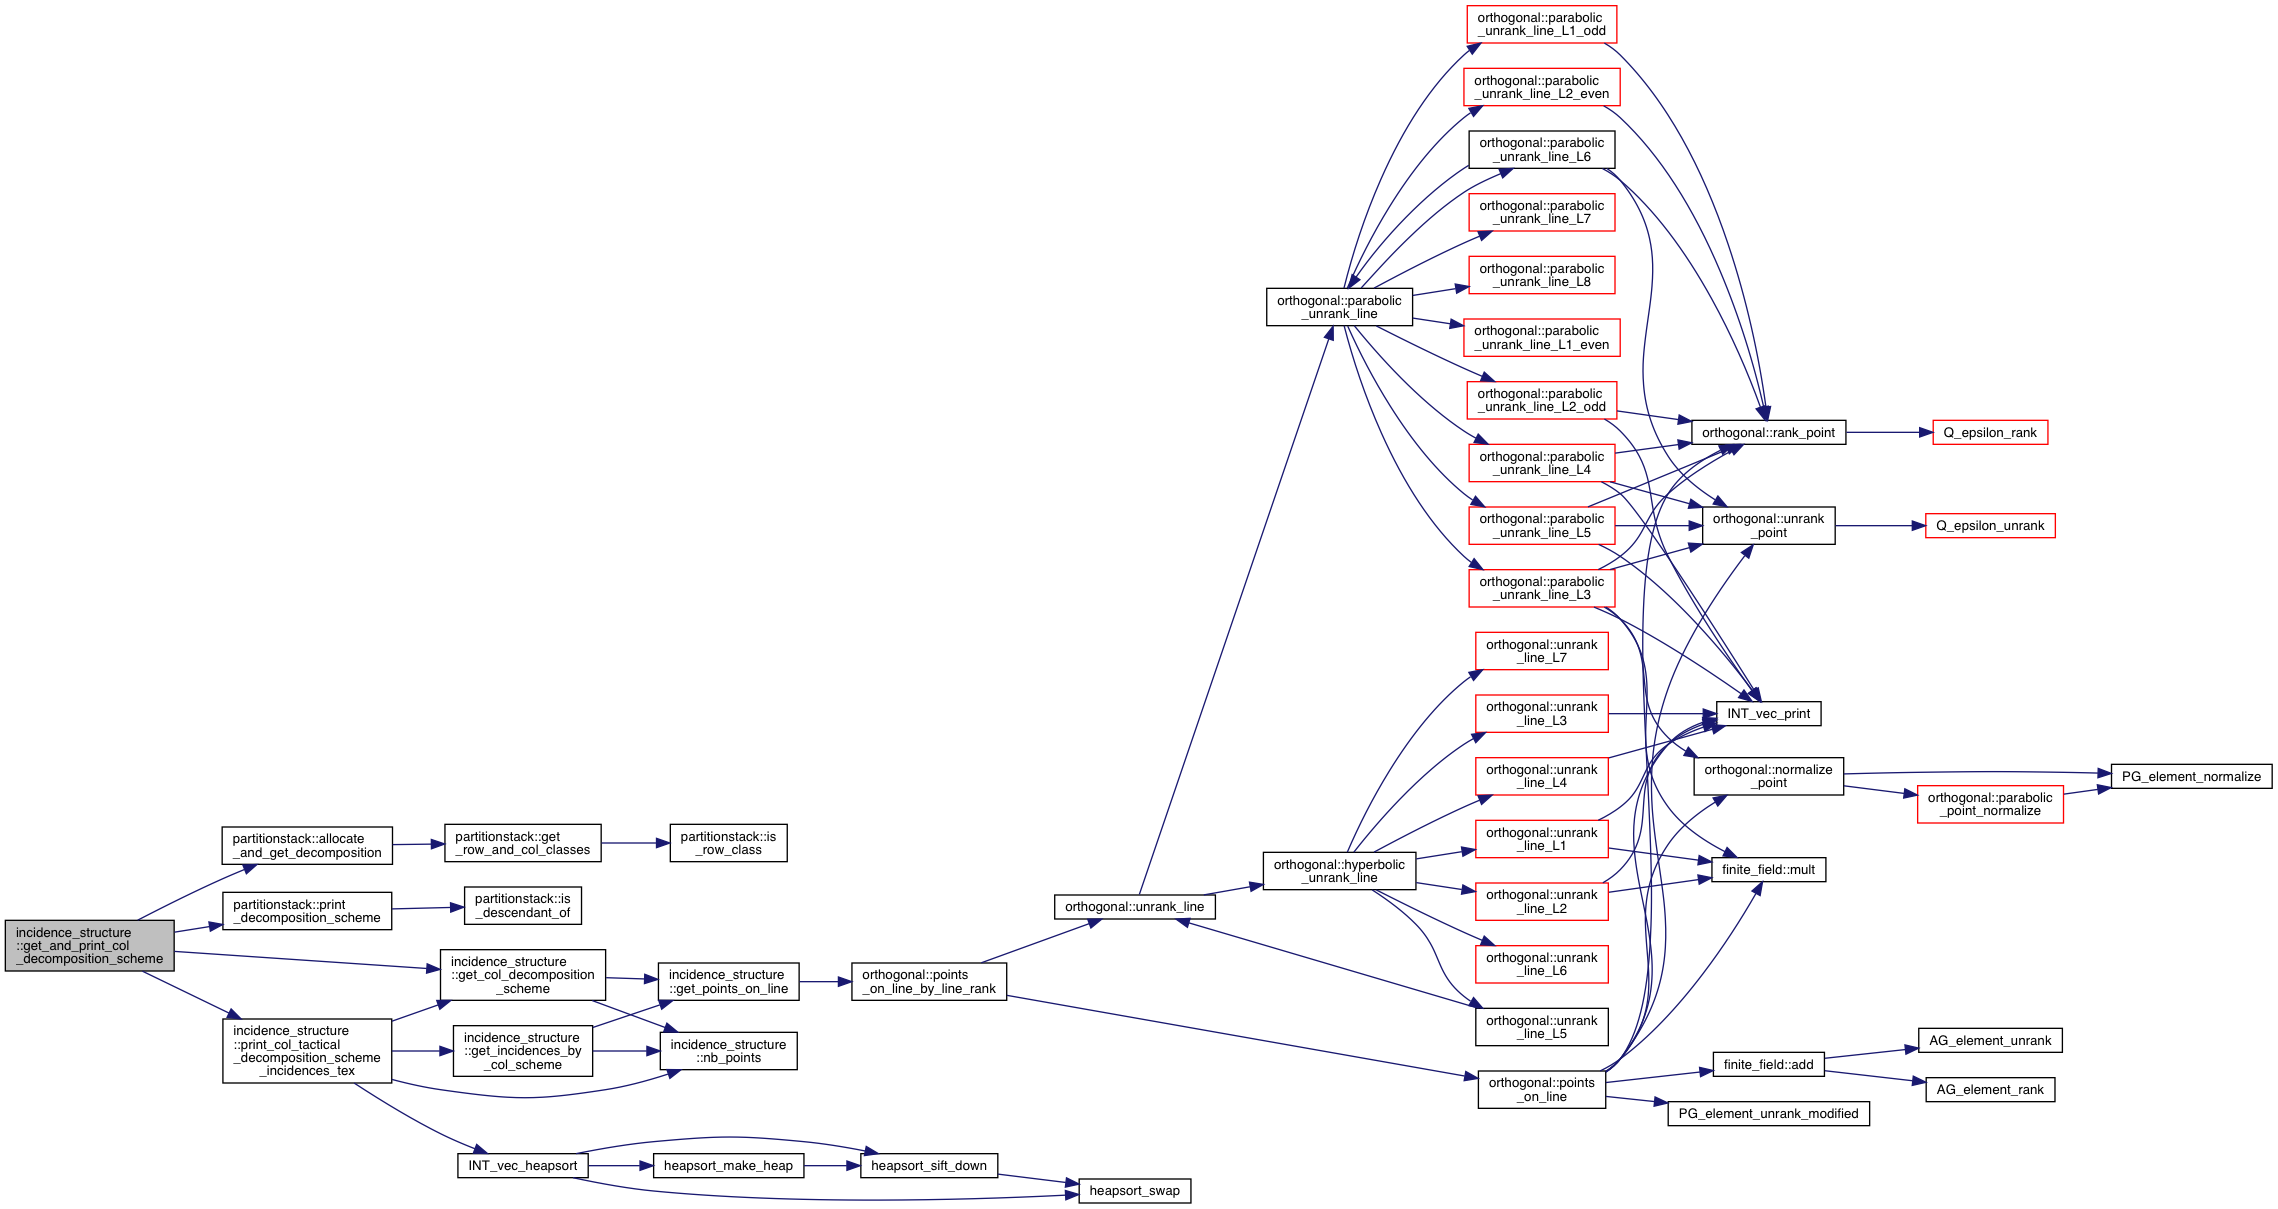 incidence_structure
::get_and_print_col
_decomposition_scheme
partitionstack::allocate
_and_get_decomposition
partitionstack::get
_row_and_col_classes
partitionstack::is
_row_class
partitionstack::print
_decomposition_scheme
partitionstack::is
_descendant_of
incidence_structure
::get_col_decomposition
_scheme
incidence_structure
::print_col_tactical
_decomposition_scheme
_incidences_tex
incidence_structure
::get_incidences_by
_col_scheme
incidence_structure
::get_points_on_line
incidence_structure
::nb_points
INT_vec_heapsort
heapsort_make_heap
heapsort_sift_down
heapsort_swap
orthogonal::points
_on_line_by_line_rank
orthogonal::unrank_line
orthogonal::parabolic
_unrank_line
orthogonal::hyperbolic
_unrank_line
orthogonal::parabolic
_unrank_line_L1_odd
orthogonal::parabolic
_unrank_line_L2_even
orthogonal::parabolic
_unrank_line_L6
orthogonal::parabolic
_unrank_line_L7
orthogonal::parabolic
_unrank_line_L8
orthogonal::parabolic
_unrank_line_L1_even
orthogonal::parabolic
_unrank_line_L2_odd
orthogonal::parabolic
_unrank_line_L4
orthogonal::parabolic
_unrank_line_L5
orthogonal::parabolic
_unrank_line_L3
orthogonal::unrank
_line_L7
orthogonal::unrank
_line_L3
orthogonal::unrank
_line_L4
orthogonal::unrank
_line_L1
orthogonal::unrank
_line_L2
orthogonal::unrank
_line_L6
orthogonal::unrank
_line_L5
orthogonal::points
_on_line
orthogonal::rank_point
Q_epsilon_rank
orthogonal::unrank
_point
Q_epsilon_unrank
INT_vec_print
orthogonal::normalize
_point
orthogonal::parabolic
_point_normalize
PG_element_normalize
finite_field::mult
finite_field::add
AG_element_unrank
AG_element_rank
PG_element_unrank_modified